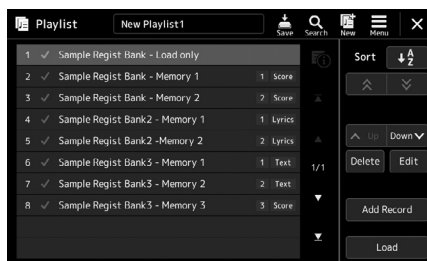 Playlist
New Playlist1
Save
Search
New
Menu
1 Sample Regist Bank - Load only
2 Sample Regist Bank - Memory 1 1 Score
3 Sample Regist Bank - Memory 2 2 Score
4 Sample Regist Bank2 - Memory 1 1 Lyrics
5 Sample Regist Bank2 -Memory 2 2 Lyrics
6 Sample Regist Bank3 - Memory 1 1 Text
7 Sample Regist Bank3 - Memory 2 2 Text
8 Sample Regist Bank3 - Memory 3 3 Score
1/1
Sort
A
Z
Up
Down
Delete
Edit
Add Record
Load